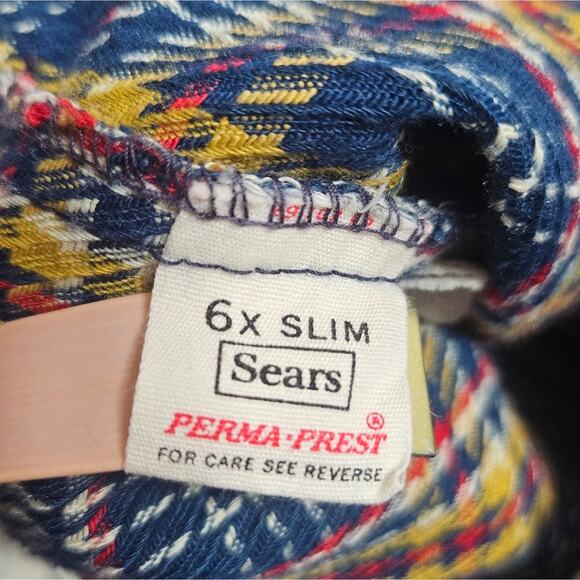 6X SLIM
Sears
PERMA-PREST®
FOR CARE SEE REVERSE